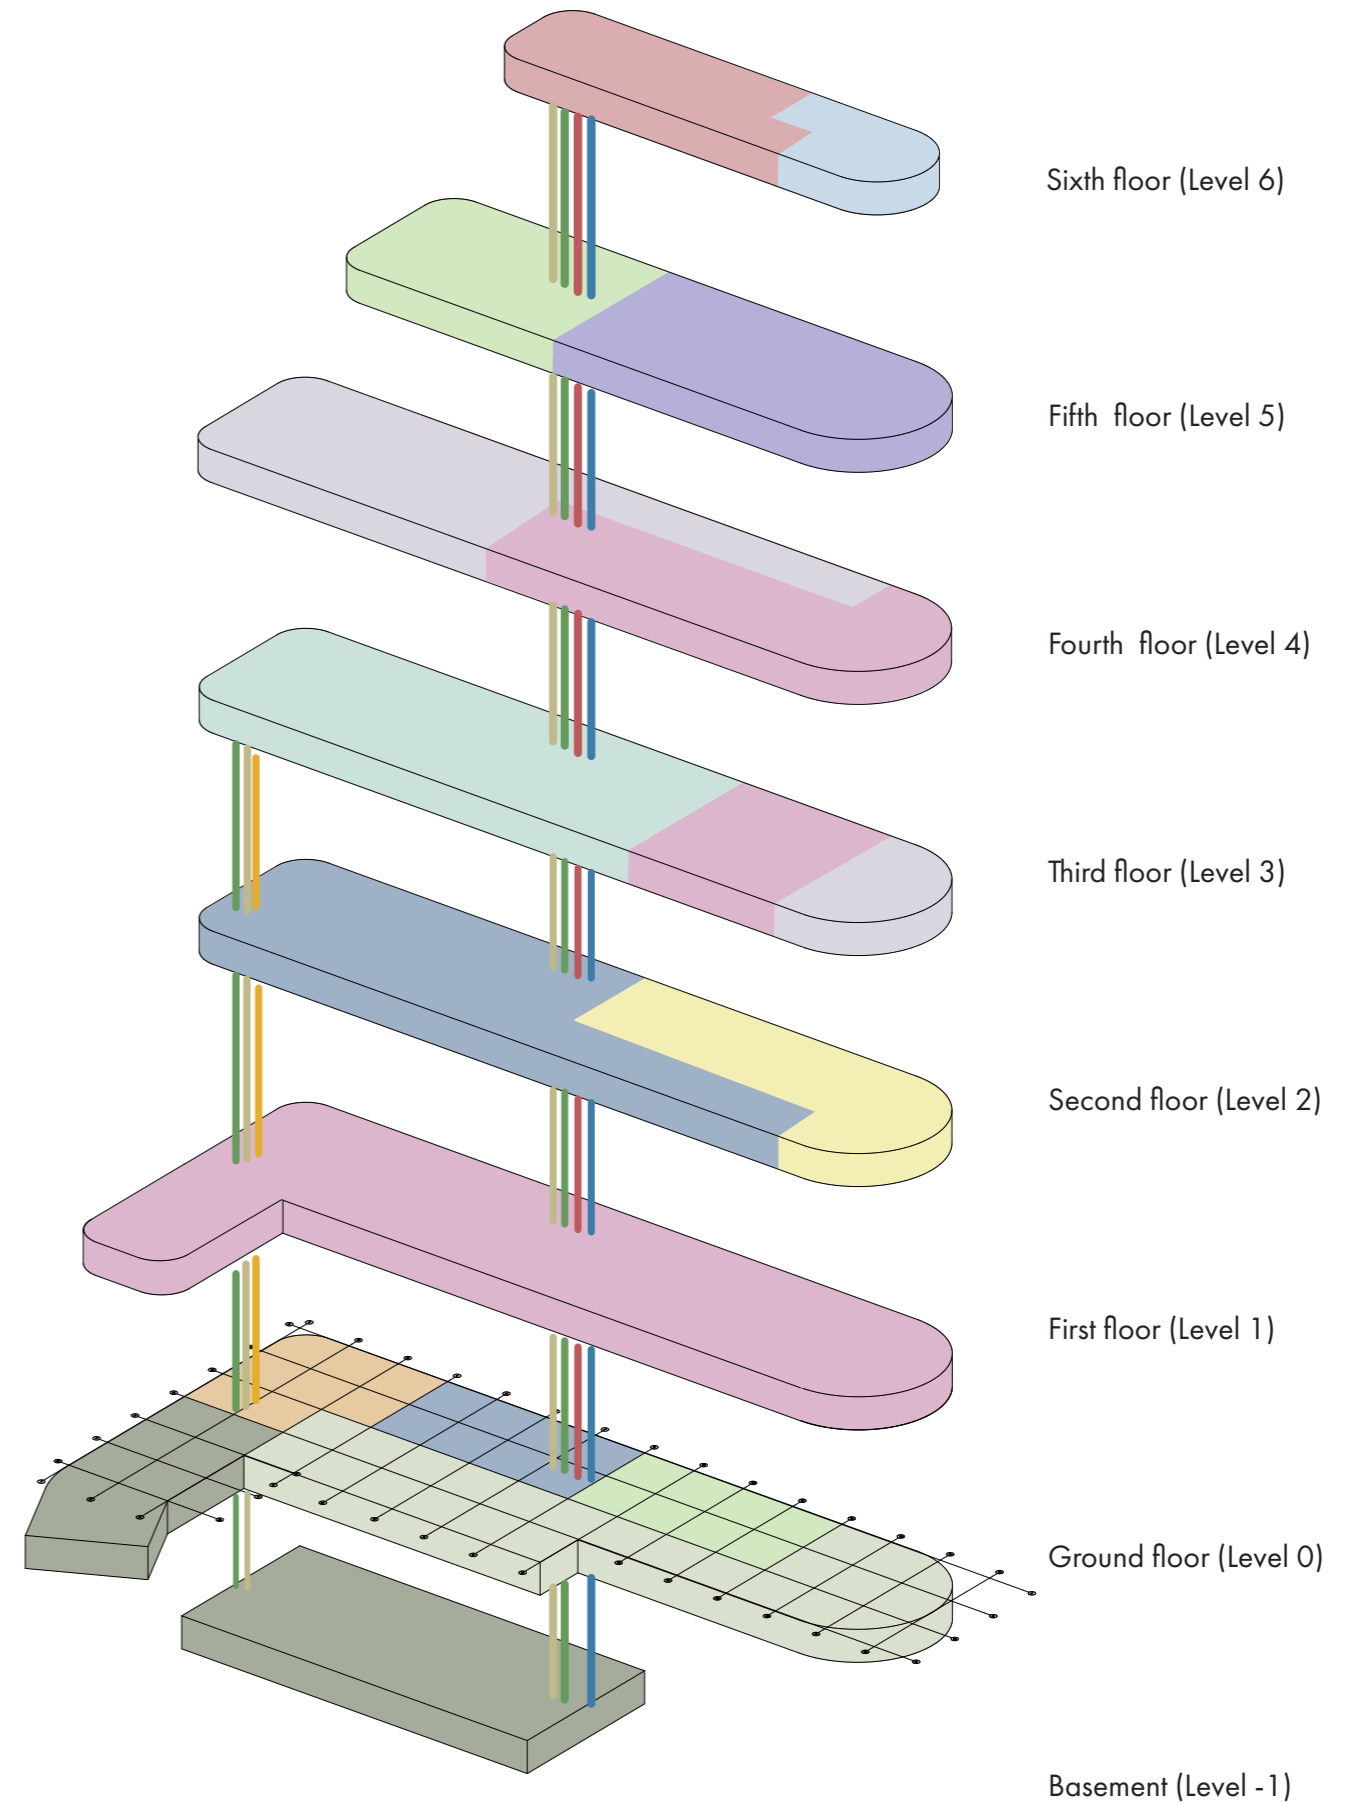 Sixth floor (Level 6)
Fifth floor (Level 5)
Fourth floor (Level 4)
Third floor (Level 3)
Second floor (Level 2)
First floor (Level 1)
Ground floor (Level 0)
Basement (Level -1)